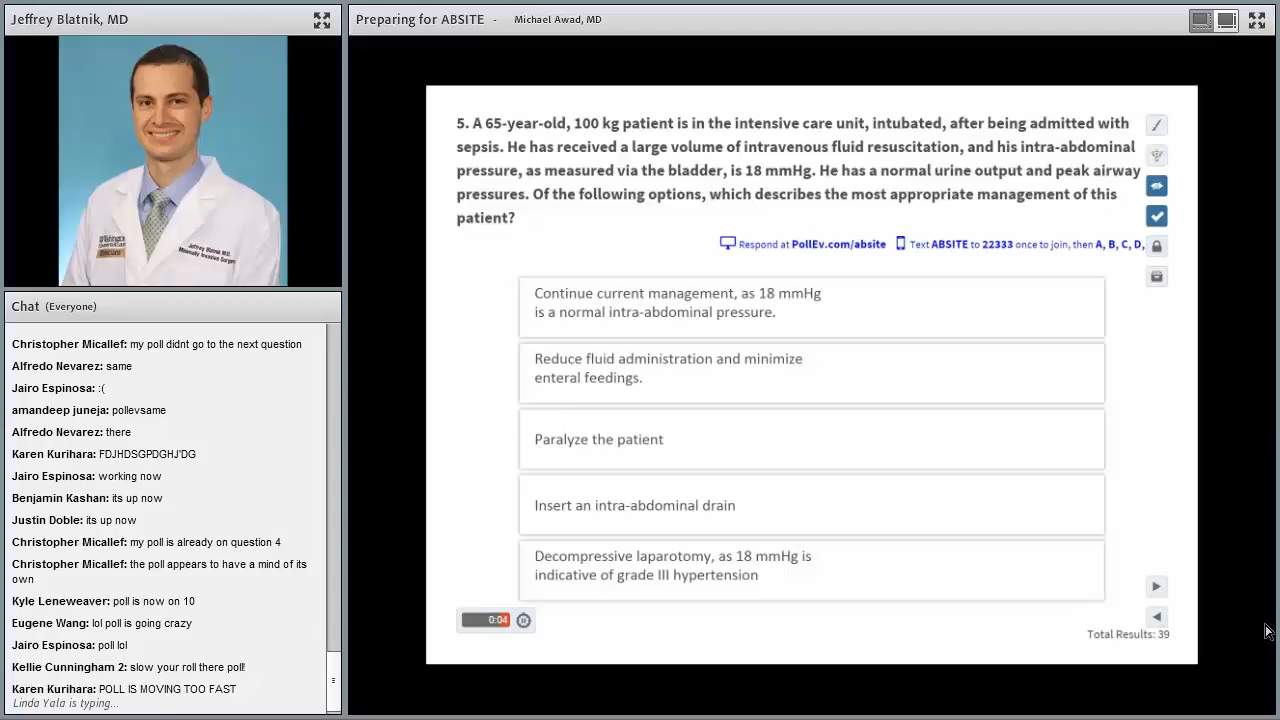 Jeffrey Blatnik, MD
Preparing for ABSITE - Michael Awad, MD
Jeffrey Blatnik M.D.
Minimally Invasive Surgery
Chat (Everyone)
Christopher Micallef: my poll didnt go to the next question
Alfredo Nevarez: same
Jairo Espinosa: :(
amandeep juneja: pollevsame
Alfredo Nevarez: there
Karen Kurihara: FDJHDSGPDGHJ'DG
Jairo Espinosa: working now
Benjamin Kashan: its up now
Justin Doble: its up now
Christopher Micallef: my poll is already on question 4
Christopher Micallef: the poll appears to have a mind of its
own
Kyle Leneweaver: poll is now on 10
Eugene Wang: lol poll is going crazy
Jairo Espinosa: poll lol
Kellie Cunningham 2: slow your roll there poll!
Karen Kurihara: POLL IS MOVING TOO FAST
Linda Yala is typing...
5. A 65-year-old, 100 kg patient is in the intensive care unit, intubated, after being admitted with
sepsis. He has received a large volume of intravenous fluid resuscitation, and his intra-abdominal
pressure, as measured via the bladder, is 18 mmHg. He has a normal urine output and peak airway
pressures. Of the following options, which describes the most appropriate management of this
patient?
Respond at PollEv.com/absite Text ABSITE to 22333 once to join, then A, B, C, D,
Continue current management, as 18 mmHg
is a normal intra-abdominal pressure.
Reduce fluid administration and minimize
enteral feedings.
Paralyze the patient
Insert an intra-abdominal drain
Decompressive laparotomy, as 18 mmHg is
indicative of grade III hypertension
0:04
Total Results: 39